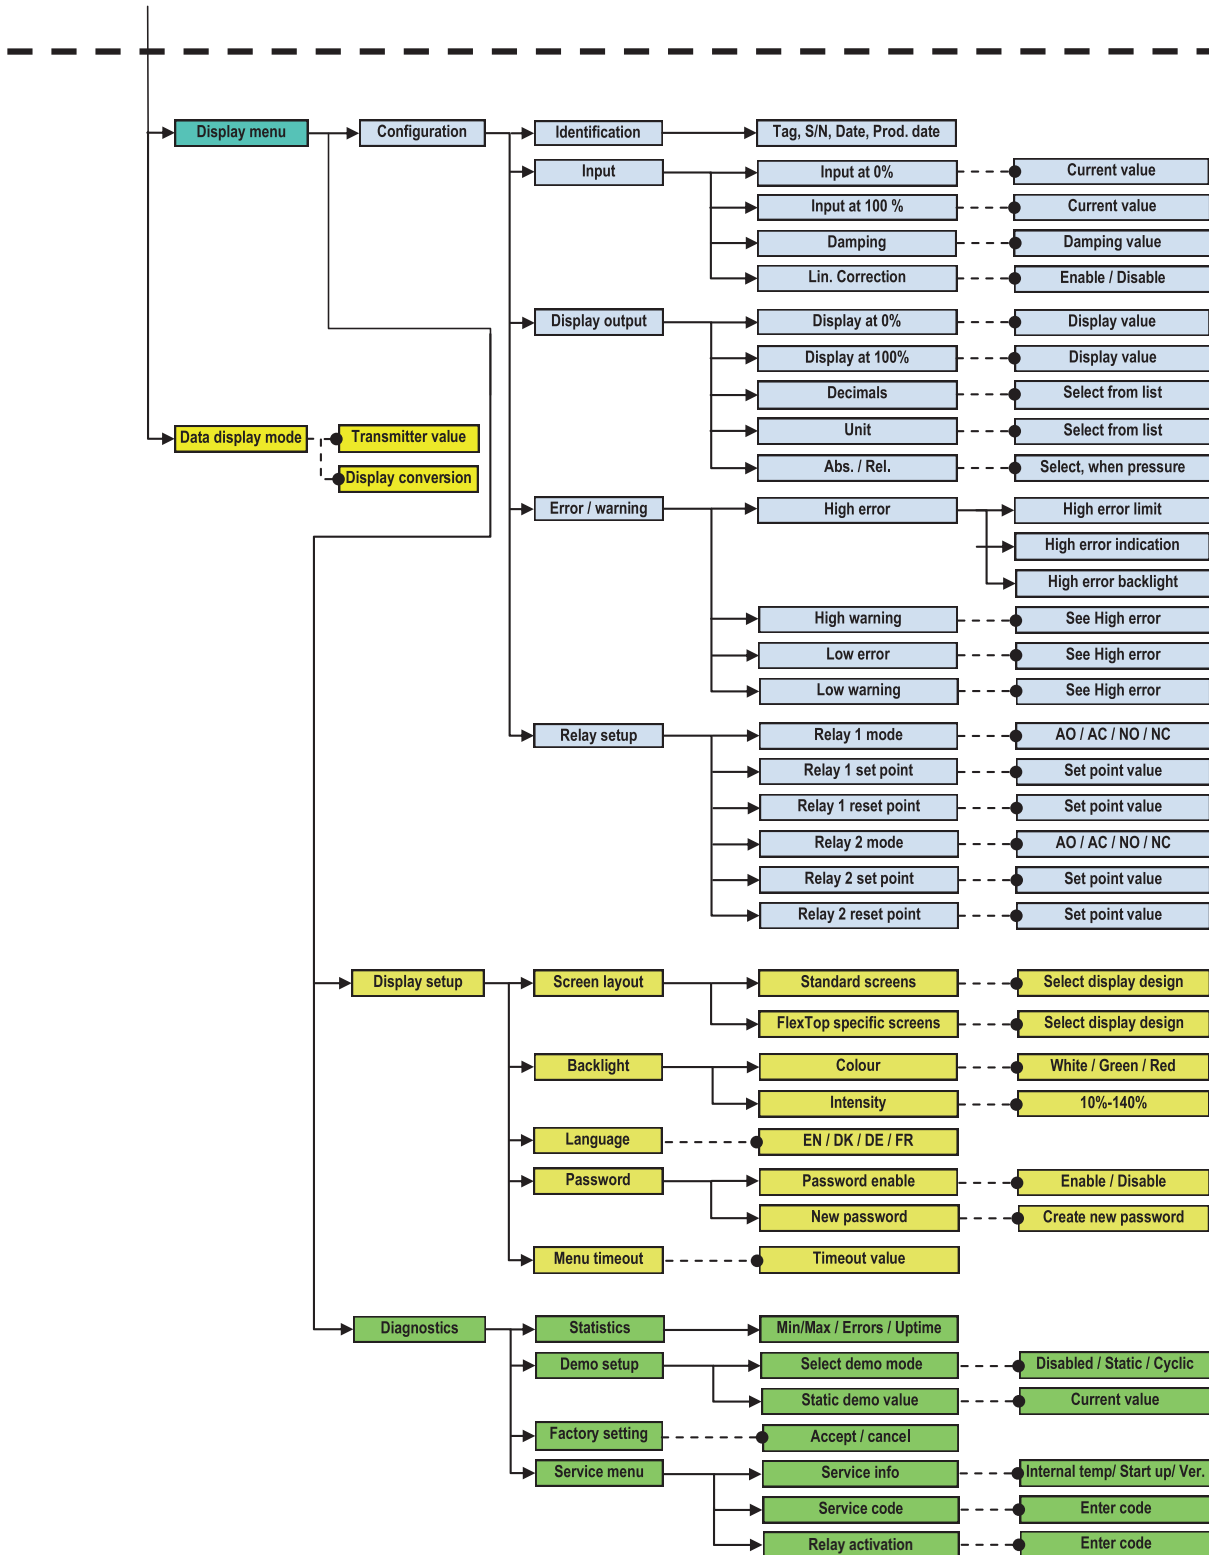 Display menu
Configuration
Identification
Tag, S/N, Date, Prod. date
Input
Input at 0%
Current value
Input at 100 %
Current value
Damping
Damping value
Lin. Correction
Enable / Disable
Display output
Display at 0%
Display value
Display at 100%
Display value
Decimals
Select from list
Data display mode
Transmitter value
Unit
Select from list
Display conversion
Abs. / Rel.
Select, when pressure
Error / warning
High error
High error limit
High error indication
High error backlight
High warning
See High error
Low error
See High error
Low warning
See High error
Relay setup
Relay 1 mode
AO / AC / NO / NC
Relay 1 set point
Set point value
Relay 1 reset point
Set point value
Relay 2 mode
AO / AC / NO / NC
Relay 2 set point
Set point value
Relay 2 reset point
Set point value
Display setup
Screen layout
Standard screens
Select display design
FlexTop specific screens
Select display design
Backlight
Colour
White / Green / Red
Intensity
10%-140%
Language
EN / DK / DE / FR
Password
Password enable
Enable / Disable
New password
Create new password
Menu timeout
Timeout value
Diagnostics
Statistics
Min/Max / Errors / Uptime
Demo setup
Select demo mode
Disabled / Static / Cyclic
Static demo value
Current value
Factory setting
Accept / cancel
Service menu
Service info
Internal temp/ Start up/ Ver.
Service code
Enter code
Relay activation
Enter code